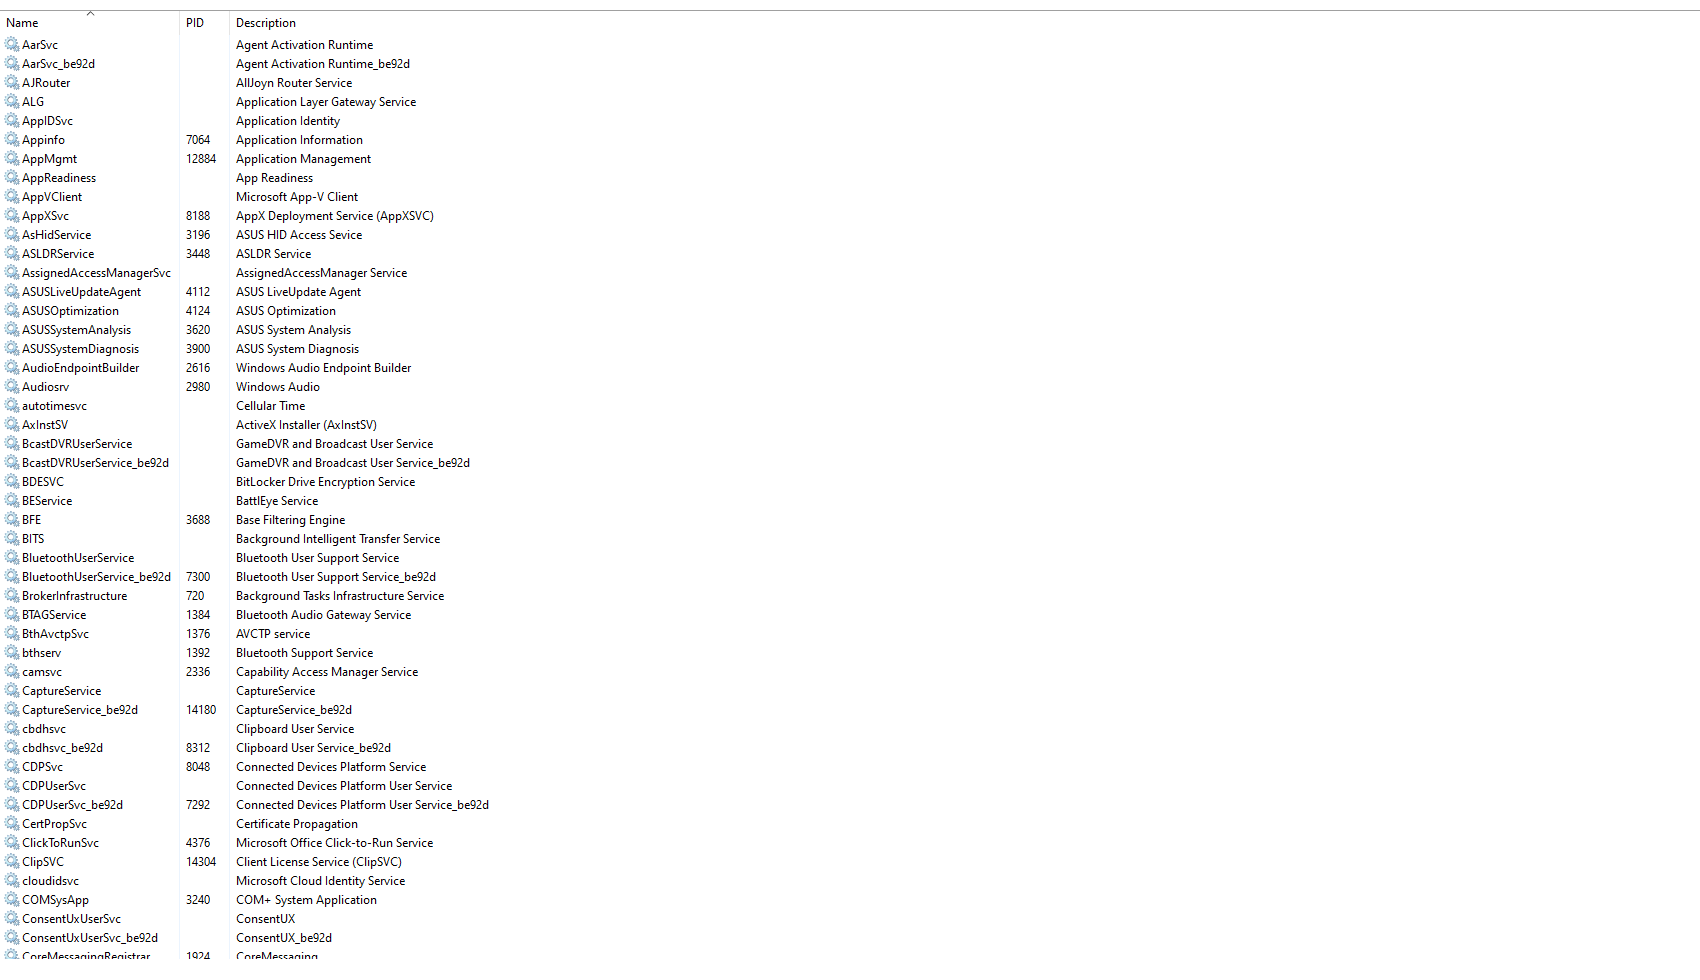 Name PID Description
AarSvc Agent Activation Runtime
AarSvc_be92d Agent Activation Runtime_be92d
AJRouter AllJoyn Router Service
ALG Application Layer Gateway Service
AppIDSvc Application Identity
Appinfo 7064 Application Information
AppMgmt 12884 Application Management
AppReadiness App Readiness
AppVClient Microsoft App-V Client
AppXSvc 8188 AppX Deployment Service (AppXSVC)
AsHidService 3196 ASUS HID Access Sevice
ASLDRService 3448 ASLDR Service
AssignedAccessManagerSvc AssignedAccessManager Service
ASUSLiveUpdateAgent 4112 ASUS LiveUpdate Agent
ASUSOptimization 4124 ASUS Optimization
ASUSSystemAnalysis 3620 ASUS System Analysis
ASUSSystemDiagnosis 3900 ASUS System Diagnosis
AudioEndpointBuilder 2616 Windows Audio Endpoint Builder
Audiosrv 2980 Windows Audio
autotimesvc Cellular Time
AxInstSV ActiveX Installer (AxInstSV)
BcastDVRUserService GameDVR and Broadcast User Service
BcastDVRUserService_be92d GameDVR and Broadcast User Service_be92d
BDESVC BitLocker Drive Encryption Service
BEService BattlEye Service
BFE 3688 Base Filtering Engine
BITS Background Intelligent Transfer Service
BluetoothUserService Bluetooth User Support Service
BluetoothUserService_be92d 7300 Bluetooth User Support Service_be92d
BrokerInfrastructure 720 Background Tasks Infrastructure Service
BTAGService 1384 Bluetooth Audio Gateway Service
BthAvctpSvc 1376 AVCTP service
bthserv 1392 Bluetooth Support Service
camsvc 2336 Capability Access Manager Service
CaptureService CaptureService
CaptureService_be92d 14180 CaptureService_be92d
cbdhsvc Clipboard User Service
cbdhsvc_be92d 8312 Clipboard User Service_be92d
CDPSvc 8048 Connected Devices Platform Service
CDPUserSvc Connected Devices Platform User Service
CDPUserSvc_be92d 7292 Connected Devices Platform User Service_be92d
CertPropSvc Certificate Propagation
ClickToRunSvc 4376 Microsoft Office Click-to-Run Service
ClipSVC 14304 Client License Service (ClipSVC)
cloudidsvc Microsoft Cloud Identity Service
COMSysApp 3240 COM+ System Application
ConsentUxUserSvc ConsentUX
ConsentUxUserSvc_be92d ConsentUX_be92d
CoreMessagingRegistrar 1924 CoreMessaging